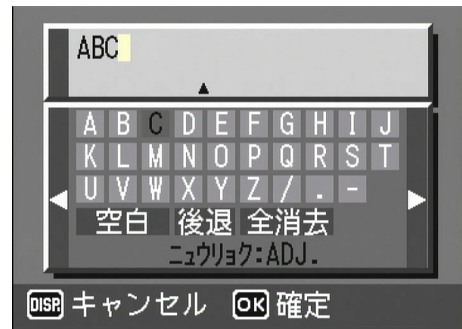 ABC
A B C D E F G H I J
K L M N O P Q R S T
U V W X Y Z / . -
空白 後退 全消去
ニュウリョク:ADJ.
DISP. キャンセル OK 確定